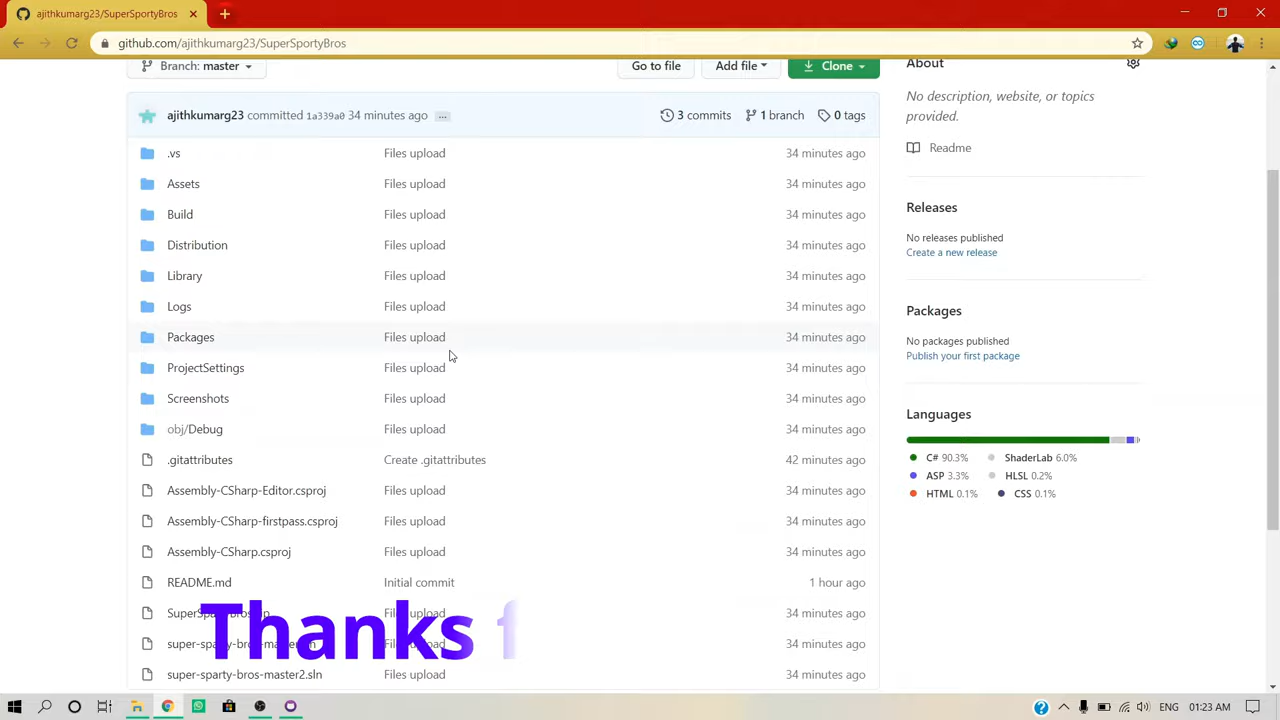 ajithkumarg23/SuperSportyBros
github.com/ajithkumarg23/SuperSportyBros
Branch: master
Go to file
Add file
Clone
About
No description, website, or topics
provided.
Readme
ajithkumarg23 committed 1a339a0 34 minutes ago ...
3 commits
1 branch
0 tags
.vs Files upload 34 minutes ago
Assets Files upload 34 minutes ago
Build Files upload 34 minutes ago
Distribution Files upload 34 minutes ago
Library Files upload 34 minutes ago
Logs Files upload 34 minutes ago
Packages Files upload 34 minutes ago
ProjectSettings Files upload 34 minutes ago
Screenshots Files upload 34 minutes ago
obj/Debug Files upload 34 minutes ago
.gitattributes Create .gitattributes 42 minutes ago
Assembly-CSharp-Editor.csproj Files upload 34 minutes ago
Assembly-CSharp-firstpass.csproj Files upload 34 minutes ago
Assembly-CSharp.csproj Files upload 34 minutes ago
README.md Initial commit 1 hour ago
Files upload 34 minutes ago
Files upload 34 minutes ago
super-sparty-bros-master2.sln Files upload 34 minutes ago
Thanks f
Releases
No releases published
Create a new release
Packages
No packages published
Publish your first package
Languages
C# 90.3%
ShaderLab 6.0%
ASP 3.3%
HLSL 0.2%
HTML 0.1%
CSS 0.1%
ENG
01:23 AM